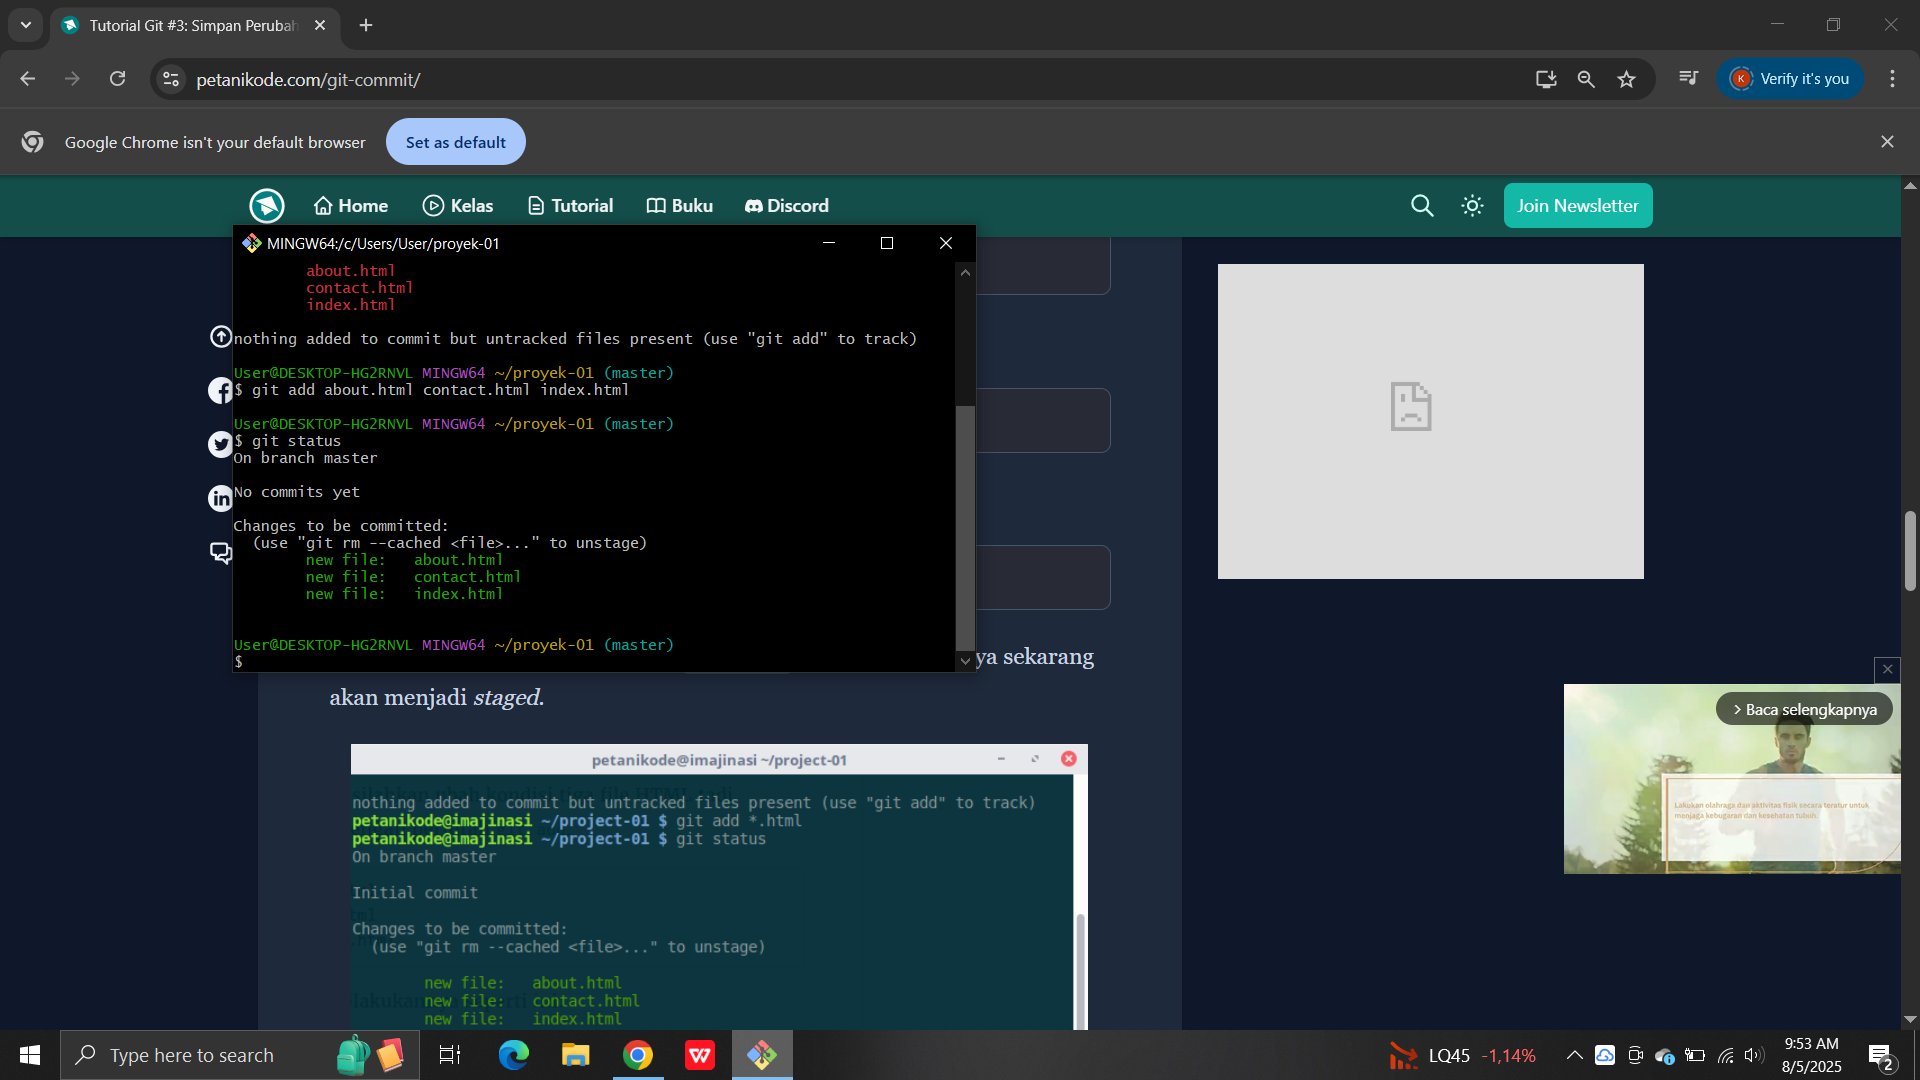 Tutorial Git #3: Simpan Perubah
petanikode.com/git-commit/
K
Verify it's you
Google Chrome isn't your default browser
Set as default
Home
Kelas
Tutorial
Buku
Discord
Join Newsletter
MINGW64:/c/Users/User/proyek-01
about.html
contact.html
index.html
nothing added to commit but untracked files present (use "git add" to track)
User@DESKTOP-HG2RNVL MINGW64 ~/proyek-01 (master)
$ git add about.html contact.html index.html
User@DESKTOP-HG2RNVL MINGW64 ~/proyek-01 (master)
$ git status
On branch master
No commits yet
Changes to be committed:
(use "git rm --cached <file>..." to unstage)
new file:   about.html
new file:   contact.html
new file:   index.html
User@DESKTOP-HG2RNVL MINGW64 ~/proyek-01 (master)
$
ya sekarang
akan menjadi staged.
petanikode@imajinasi ~/project-01
nothing added to commit but untracked files present (use "git add" to track)
petanikode@imajinasi ~/project-01 $ git add *.html
petanikode@imajinasi ~/project-01 $ git status
On branch master
Initial commit
Changes to be committed:
(use "git rm --cached <file>..." to unstage)
new file:   about.html
new file:   contact.html
new file:   index.html
> Baca selengkapnya
Lakukan olahraga dan aktivitas fisik secara teratur untuk
menjaga kebugaran dan kesehatan tubuh.
Type here to search
LQ45 -1,14%
9:53 AM
8/5/2025
2